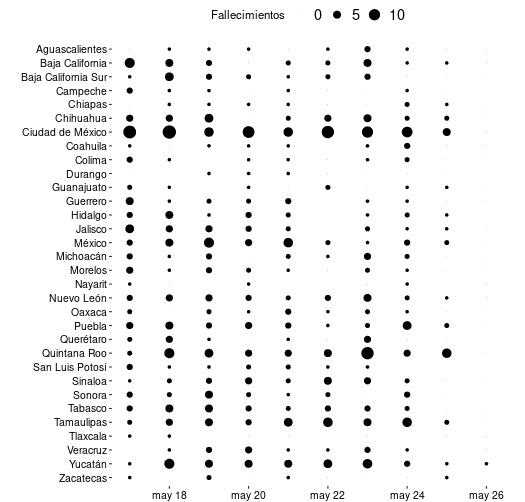 Fallecimientos 0 5 10
Aguascalientes
Baja California
Baja California Sur
Campeche
Chiapas
Chihuahua
Ciudad de México
Coahuila
Colima
Durango
Guanajuato
Guerrero
Hidalgo
Jalisco
México
Michoacán
Morelos
Nayarit
Nuevo León
Oaxaca
Puebla
Querétaro
Quintana Roo
San Luis Potosí
Sinaloa
Sonora
Tabasco
Tamaulipas
Tlaxcala
Veracruz
Yucatán
Zacatecas
may 18 may 20 may 22 may 24 may 26